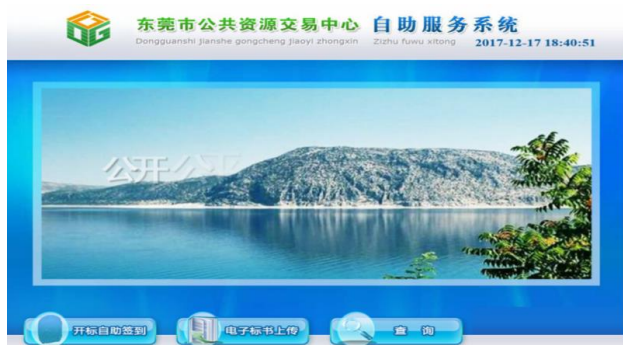 东莞市公共资源交易中心 自助服务系统
Dongguanshi Jianshe gongcheng Jiaoyi zhongxin Zizhu fuwu xitong 2017-12-17 18:40:51
公开公平
开标自助签到 电子标书上传 查 询